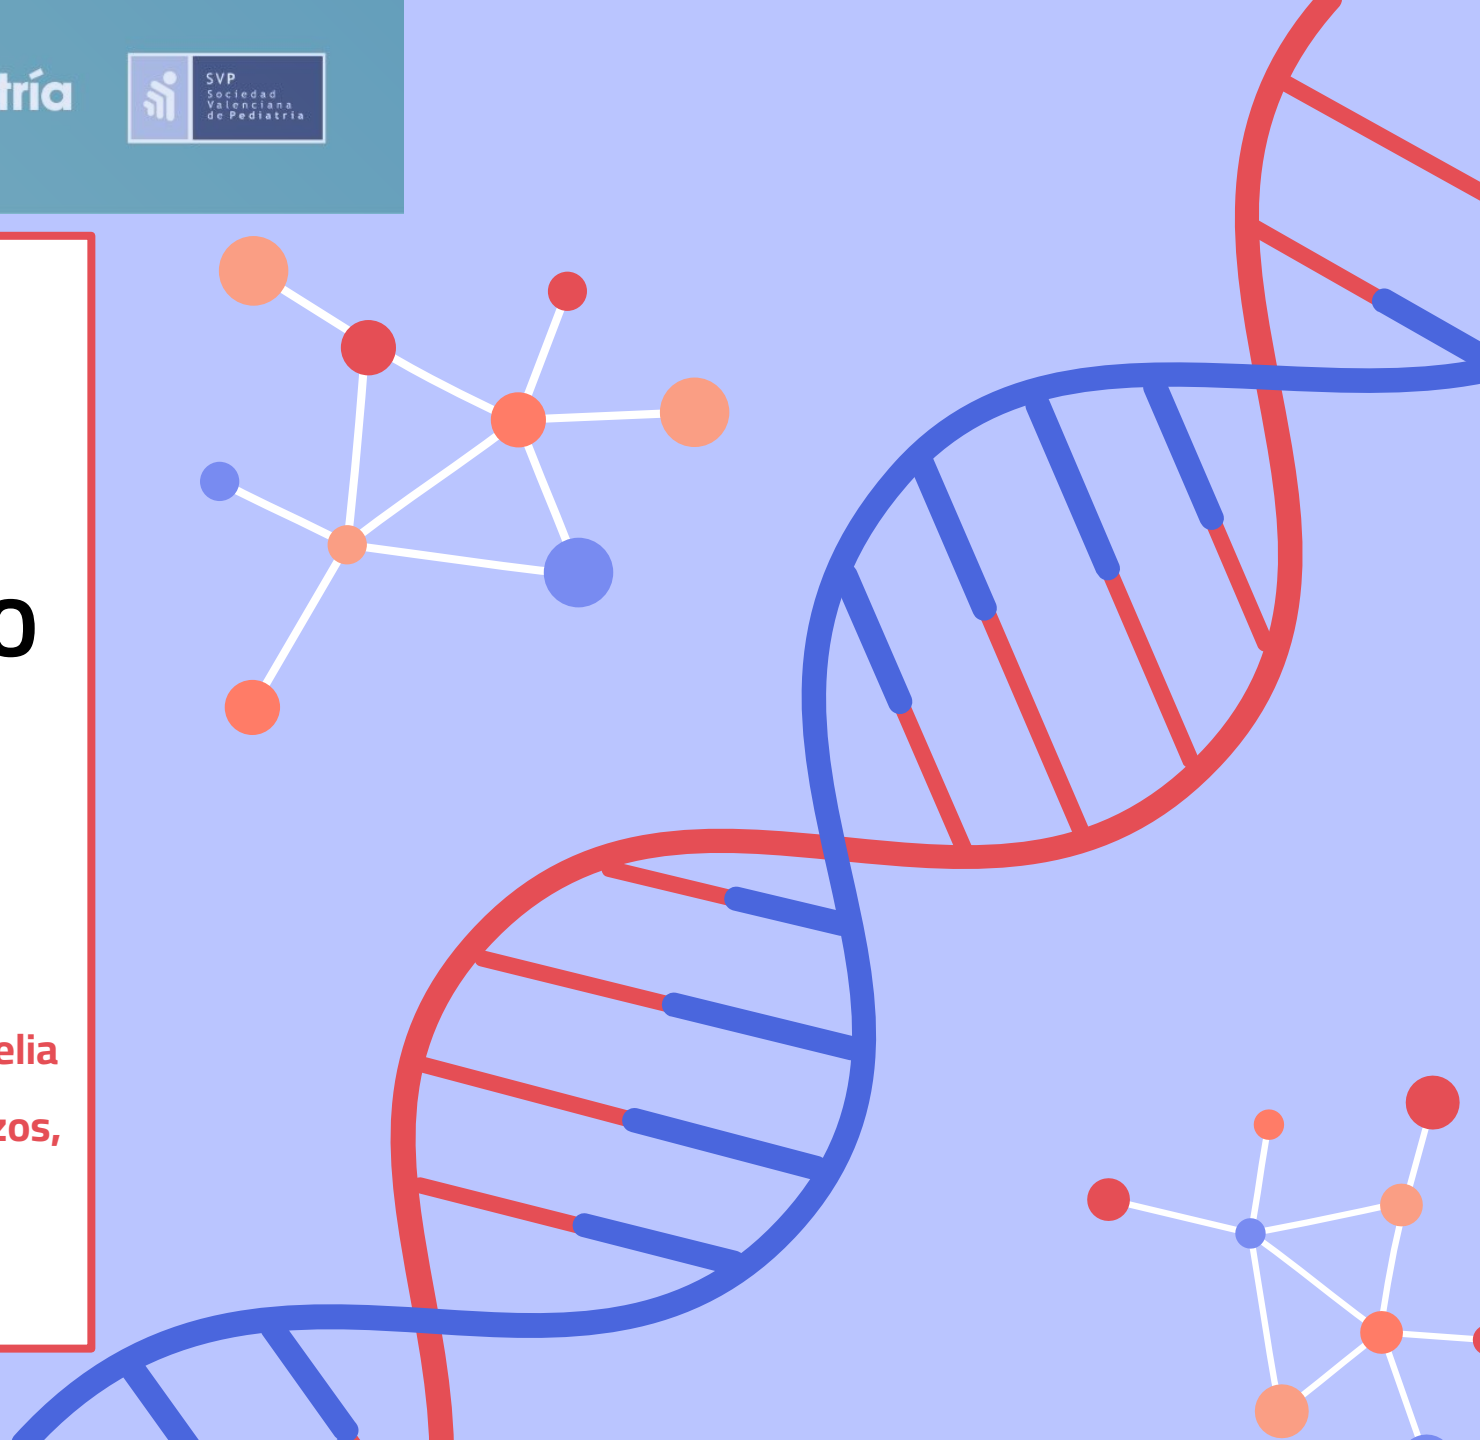 tría
SVP
Sociedad
Valenciana
de Pediatría
o
elia
zos,